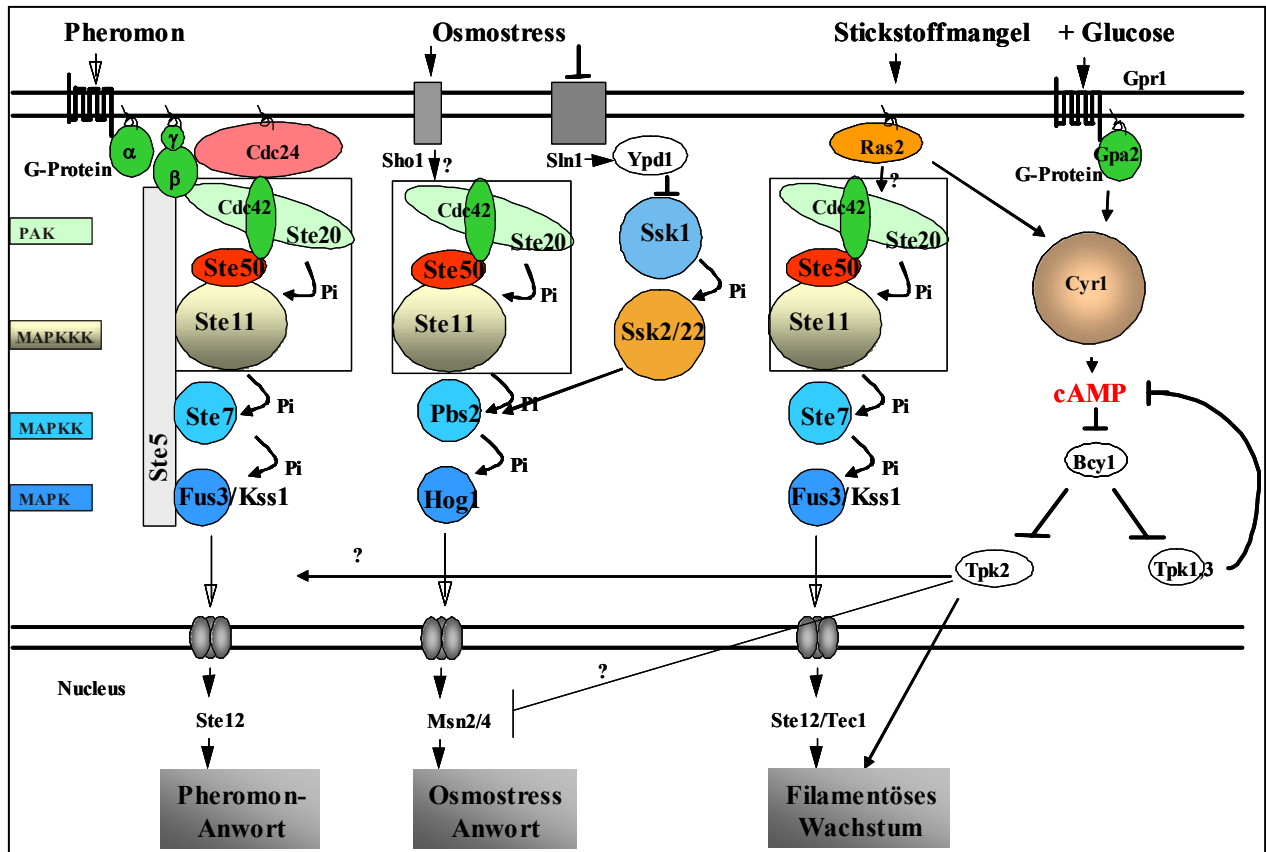 Pheromon
Osmostress
Stickstoffmangel + Glucose
Gpr1
α
γ
β
G-Protein
Cdc24
Sho1
?
Sln1
Ypd1
Ras2
?
Gpa2
G-Protein
PAK
Cdc42
Ste20
Ste50
Pi
Ste11
Cdc42
Ste20
Ste50
Pi
Ste11
Ssk1
Pi
Ssk2/22
Cdc42
Ste20
Ste50
Pi
Ste11
Cyr1
MAPKKK
cAMP
MAPKK
Ste5
Ste7
Pi
Pi
Pbs2
Pi
Pi
Ste7
Pi
Pi
Bcy1
MAPK
Fus3/Kss1
Hog1
Fus3/Kss1
?
Tpk2
Tpk1,3
Nucleus
?
Ste12
Msn2/4
Ste12/Tec1
Pheromon-
Anwort
Osmostress
Anwort
Filamentöses
Wachstum